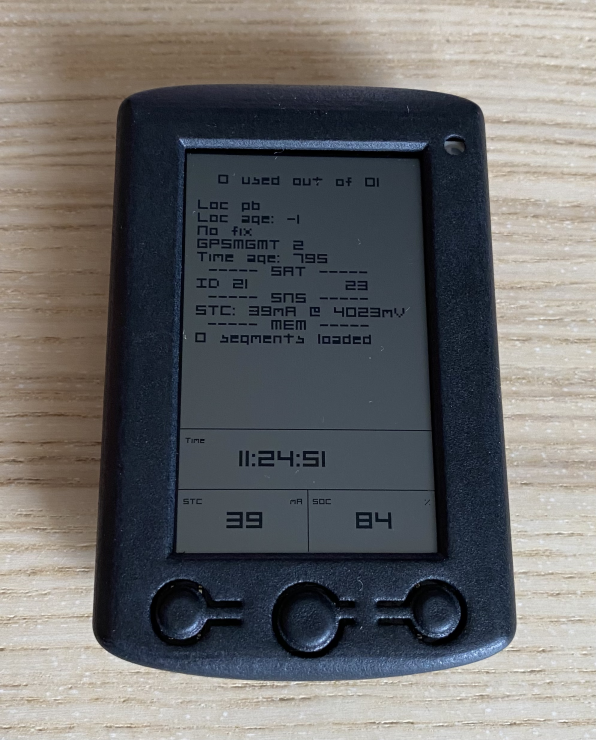 0 used out of 01
Loc pb
Loc age: -1
No fix
GPSMGMT 2
Time age: 795
----- SAT -----
ID 21 23
----- SNS -----
STC: 39mA @ 4023mV
----- MEM -----
0 segments loaded
Time
11:24:51
STC mA SOC %
39 84